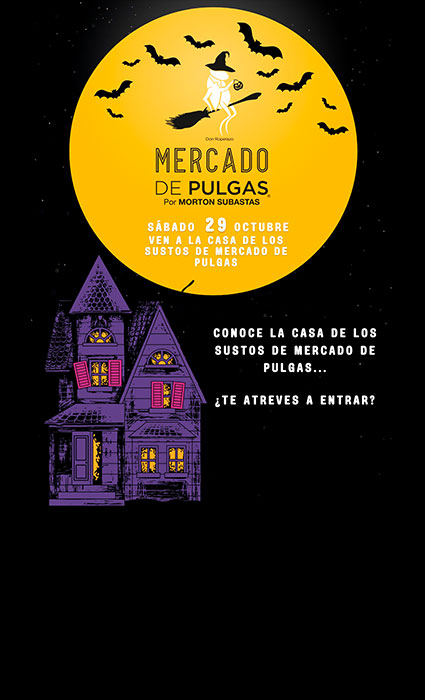 Don Ropavejero
MERCADO
DE PULGAS®
Por MORTON SUBASTAS
SÁBADO 29 OCTUBRE
VEN A LA CASA DE LOS
SUSTOS DE MERCADO DE
PULGAS
CONOCE LA CASA DE LOS
SUSTOS DE MERCADO DE
PULGAS...
¿TE ATREVES A ENTRAR?